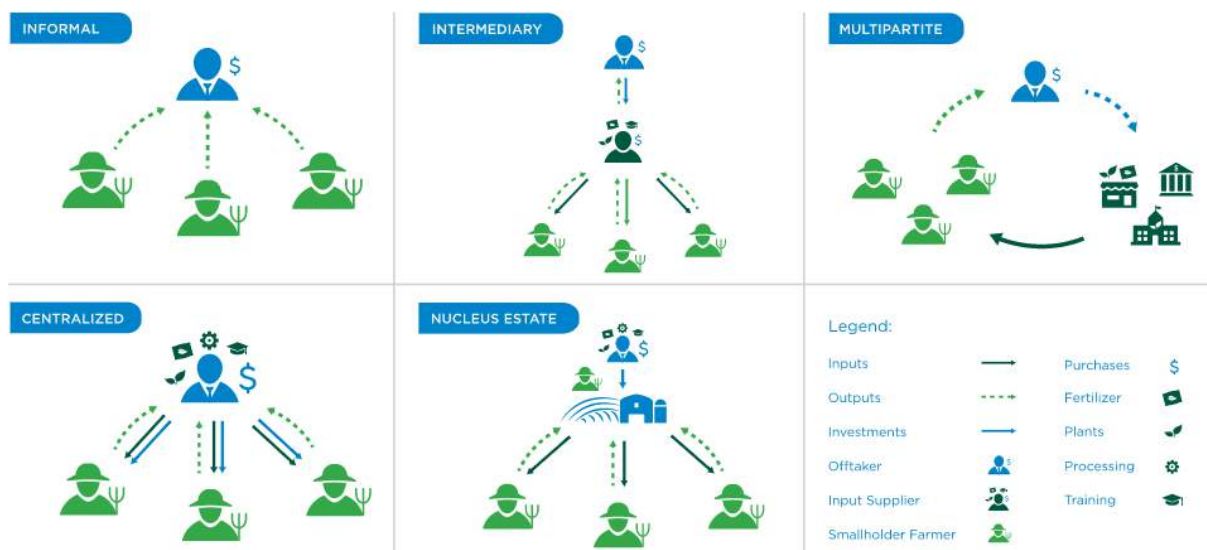 INFORMAL
$
INTERMEDIARY
$
$
MULTIPARTITE
$
$
CENTRALIZED
$
NUCLEUS ESTATE
$
Legend:
Inputs
Purchases $
Outputs
Fertilizer
Investments
Plants
Offtaker $
Processing
Input Supplier $
Training
Smallholder Farmer